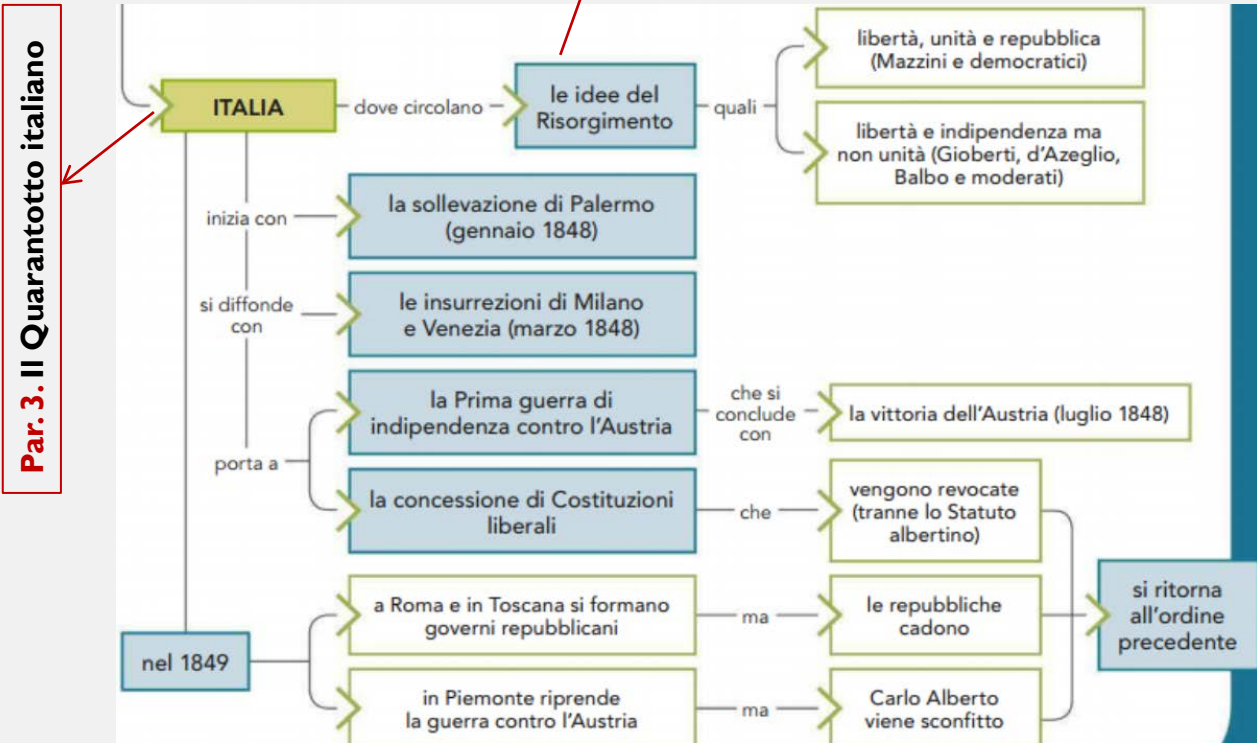 Par. 3. Il Quarantotto italiano
ITALIA
dove circolano
le idee del
Risorgimento
quali
libertà, unità e repubblica
(Mazzini e democratici)
libertà e indipendenza ma
non unità (Gioberti, d'Azeglio,
Balbo e moderati)
inizia con
la sollevazione di Palermo
(gennaio 1848)
si diffonde
con
le insurrezioni di Milano
e Venezia (marzo 1848)
porta a
la Prima guerra di
indipendenza contro l'Austria
che si
conclude
con
la vittoria dell'Austria (luglio 1848)
la concessione di Costituzioni
liberali
che
vengono revocate
(tranne lo Statuto
albertino)
nel 1849
a Roma e in Toscana si formano
governi repubblicani
ma
le repubbliche
cadono
in Piemonte riprende
la guerra contro l'Austria
ma
Carlo Alberto
viene sconfitto
si ritorna
all'ordine
precedente